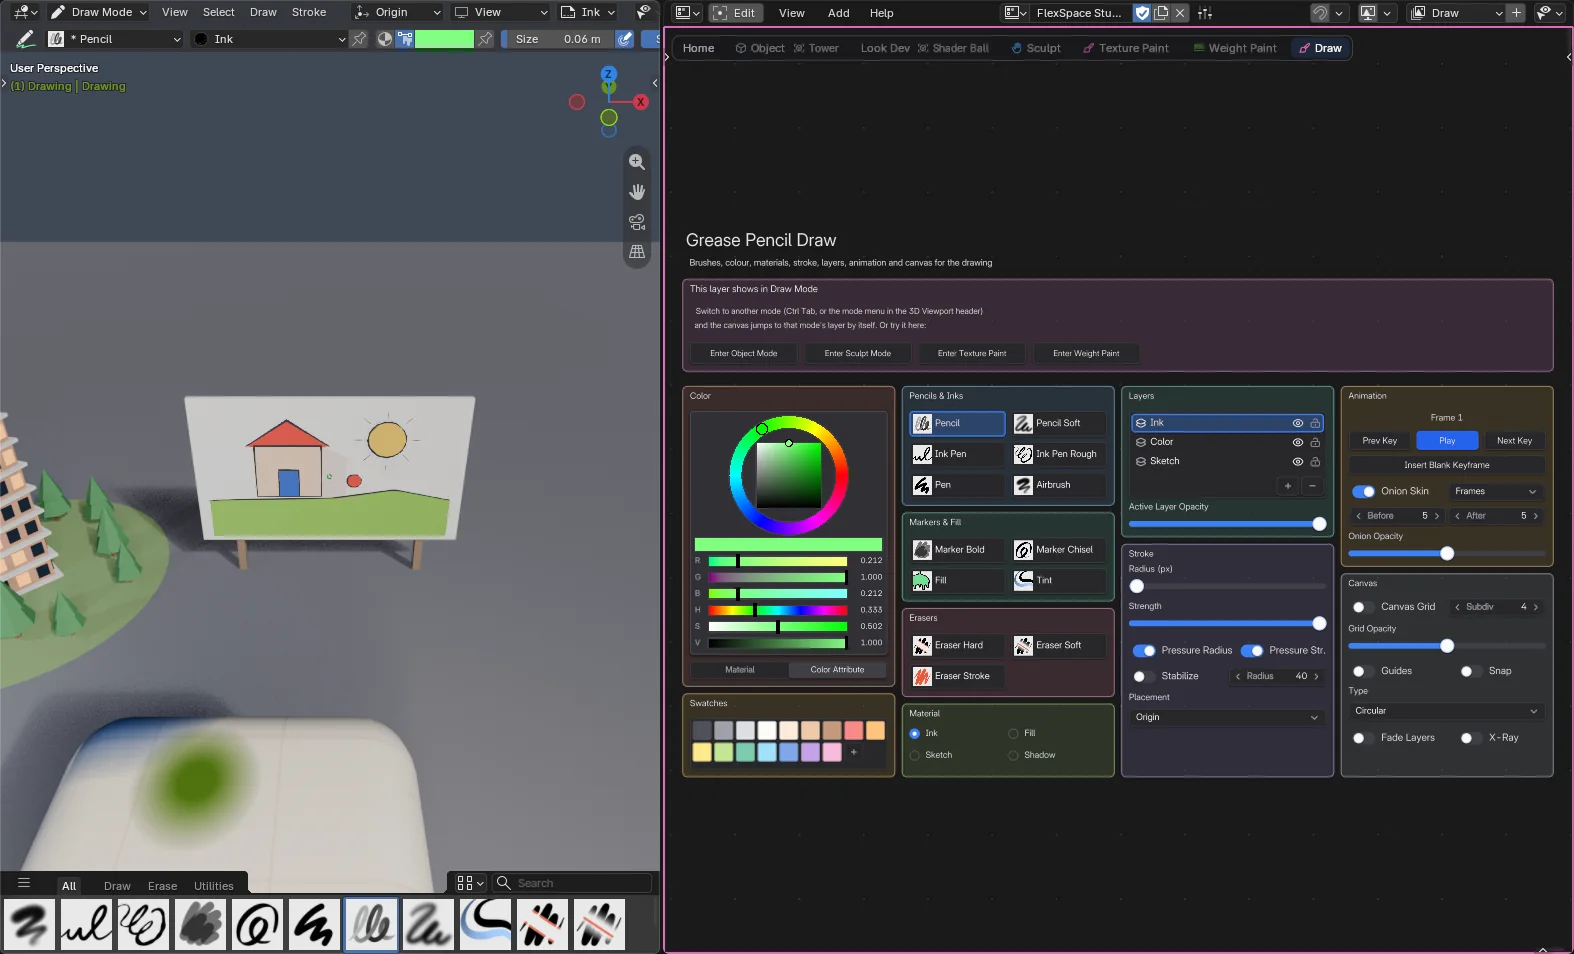 Draw Mode View Select Draw Stroke Origin View Ink
* Pencil Ink Size 0.06 m
User Perspective
(1) Drawing | Drawing
Z
Y
X
All Draw Erase Utilities Search
Edit View Add Help FlexSpace Stu... Draw
Home Object Tower Look Dev Shader Ball Sculpt Texture Paint Weight Paint Draw
Grease Pencil Draw
Brushes, colour, materials, stroke, layers, animation and canvas for the drawing
This layer shows in Draw Mode
Switch to another mode (Ctrl Tab, or the mode menu in the 3D Viewport header)
and the canvas jumps to that mode's layer by itself. Or try it here:
Enter Object Mode Enter Sculpt Mode Enter Texture Paint Enter Weight Paint
Color
R 0.212
G 1.000
B 0.212
H 0.333
S 0.502
V 1.000
Material Color Attribute
Swatches
+
Pencils & Inks
Pencil Pencil Soft
Ink Pen Ink Pen Rough
Pen Airbrush
Markers & Fill
Marker Bold Marker Chisel
Fill Tint
Erasers
Eraser Hard Eraser Soft
Eraser Stroke
Material
Ink Fill
Sketch Shadow
Layers
Ink
Color
Sketch
+ −
Active Layer Opacity
Stroke
Radius (px)
Strength
Pressure Radius Pressure Str.
Stabilize Radius 40
Placement
Origin
Animation
Frame 1
Prev Key Play Next Key
Insert Blank Keyframe
Onion Skin Frames
Before 5 After 5
Onion Opacity
Canvas
Canvas Grid Subdiv 4
Grid Opacity
Guides Snap
Type
Circular
Fade Layers X-Ray